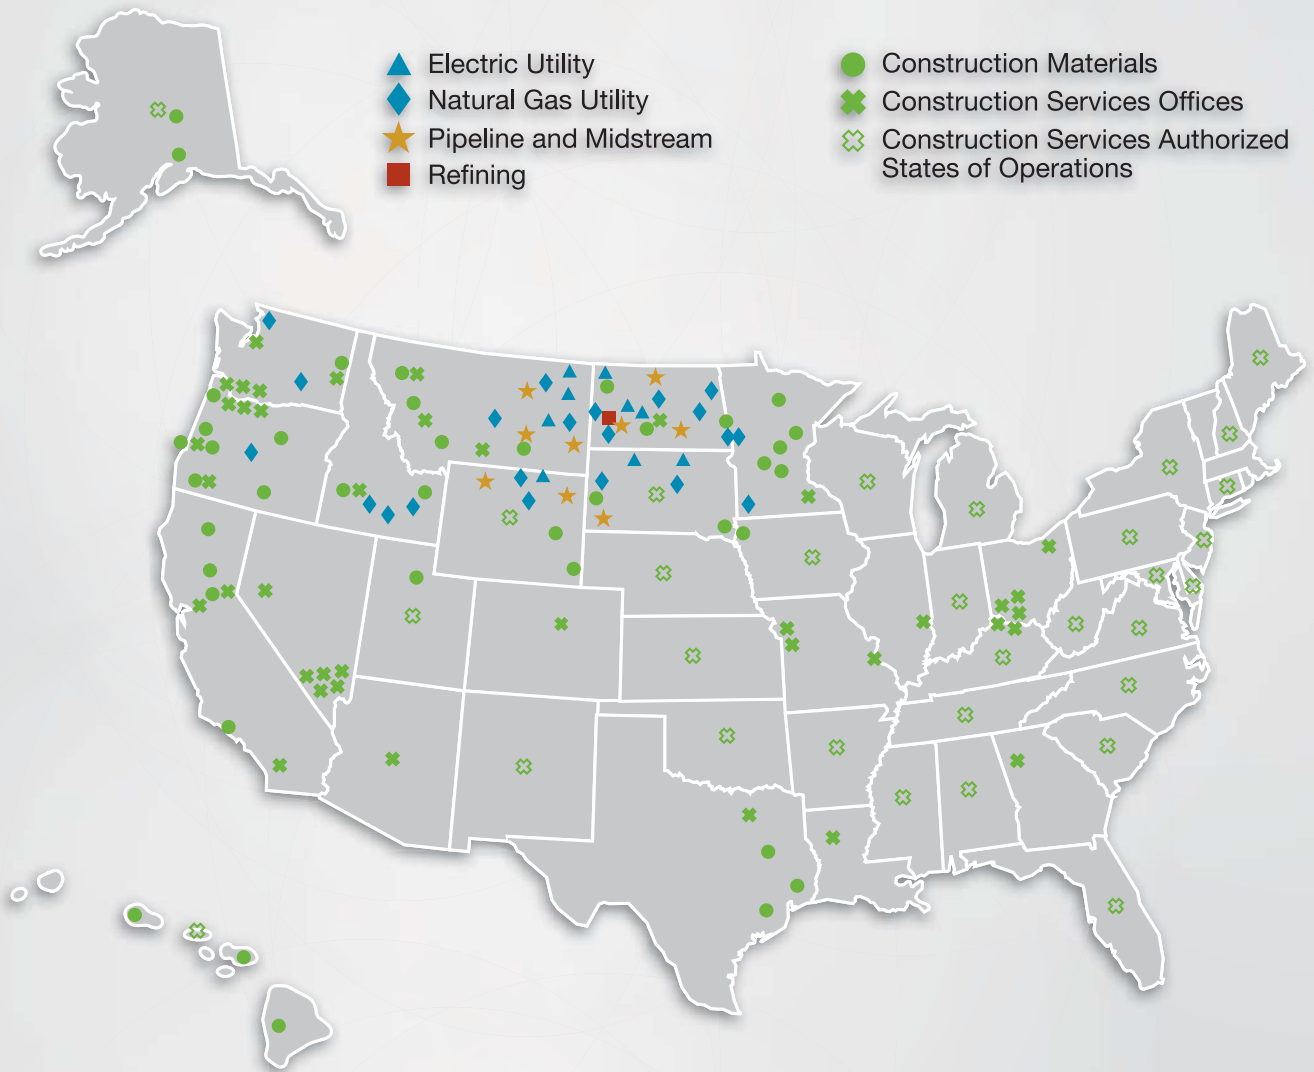 Electric Utility
Natural Gas Utility
Pipeline and Midstream
Refining
Construction Materials
Construction Services Offices
Construction Services Authorized
States of Operations